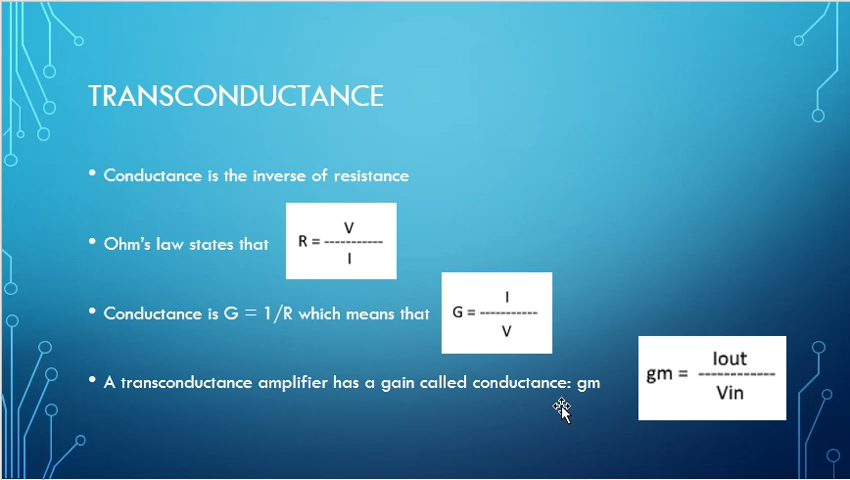 TRANSCONDUCTANCE
• Conductance is the inverse of resistance
• Ohm's law states that
R = V
-----------
I
• Conductance is G = 1/R which means that
G = I
-----------
V
• A transconductance amplifier has a gain called conductance: gm
gm = Iout
------------
Vin